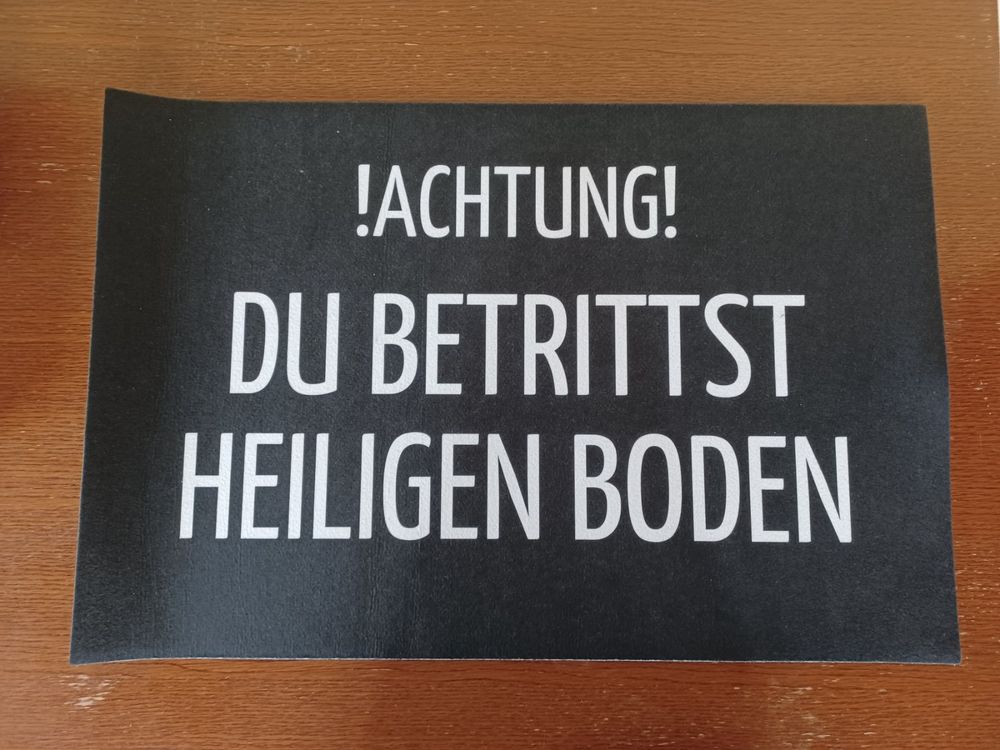 !ACHTUNG!
DU BETRITTST
HEILIGEN BODEN